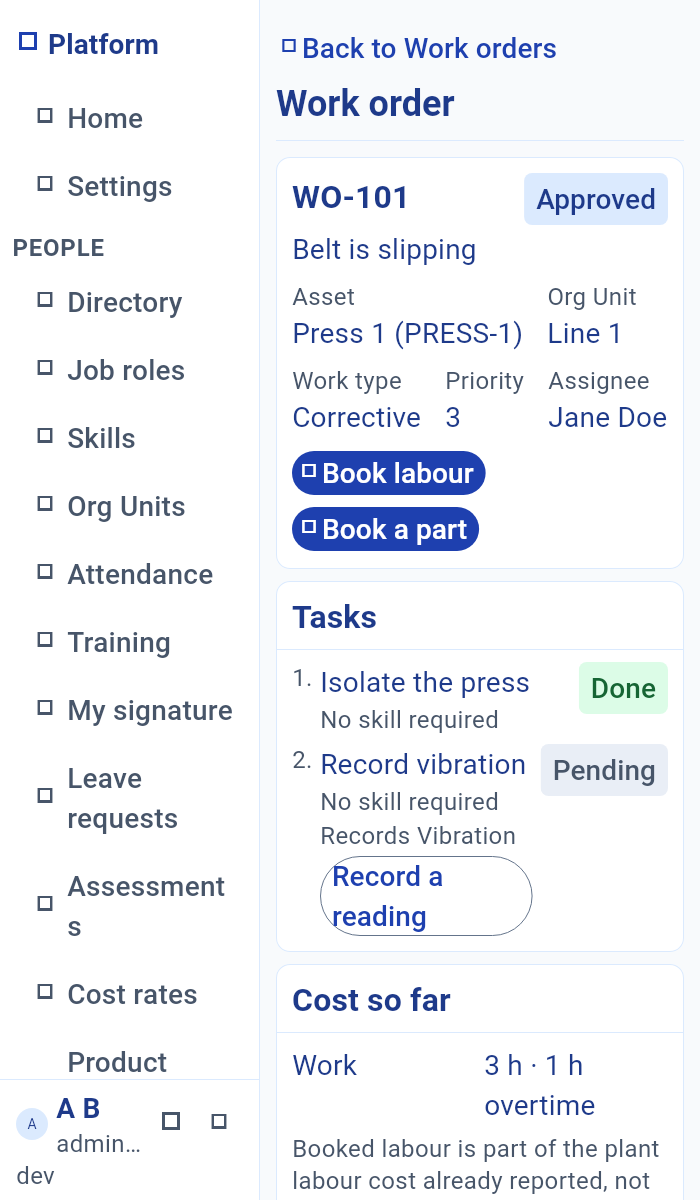 Platform
Home
Settings
PEOPLE
Directory
Job roles
Skills
Org Units
Attendance
Training
My signature
Leave
requests
Assessment
s
Cost rates
Product
A
A B
admin…
dev
Back to Work orders
Work order
WO-101
Approved
Belt is slipping
Asset
Org Unit
Press 1 (PRESS-1)
Line 1
Work type
Priority
Assignee
Corrective
3
Jane Doe
Book labour
Book a part
Tasks
1. Isolate the press
Done
No skill required
2. Record vibration
Pending
No skill required
Records Vibration
Record a
reading
Cost so far
Work
3 h · 1 h
overtime
Booked labour is part of the plant
labour cost already reported, not